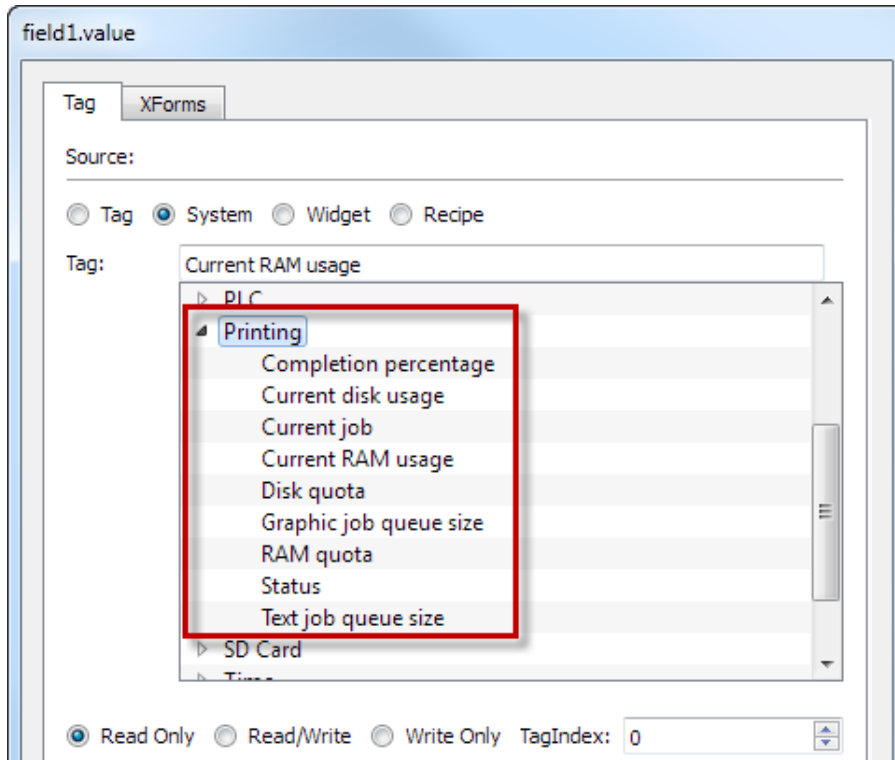 field1.value
Tag XForms
Source:
Tag System Widget Recipe
Tag: Current RAM usage
PLC
Printing
Completion percentage
Current disk usage
Current job
Current RAM usage
Disk quota
Graphic job queue size
RAM quota
Status
Text job queue size
SD Card
Time
Read Only Read/Write Write Only TagIndex: 0